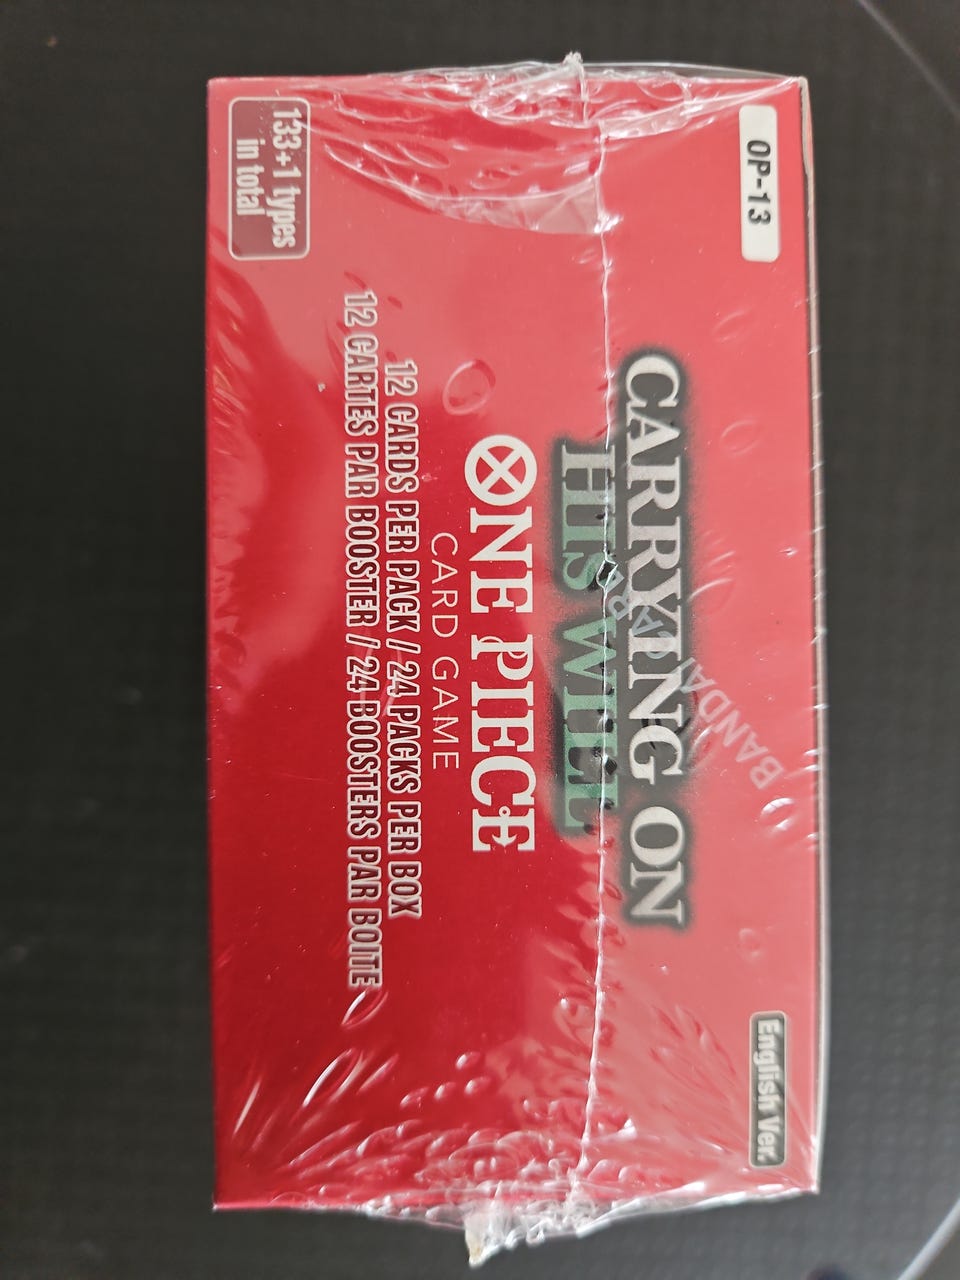 OP-13
English Ver.
CARRYING ON
HIS WILL
BANDAI CARD
ONE PIECE
CARD GAME
12 CARDS PER PACK / 24 PACKS PER BOX
12 CARTES PAR BOOSTER / 24 BOOSTERS PAR BOITE
133+1 types
in total